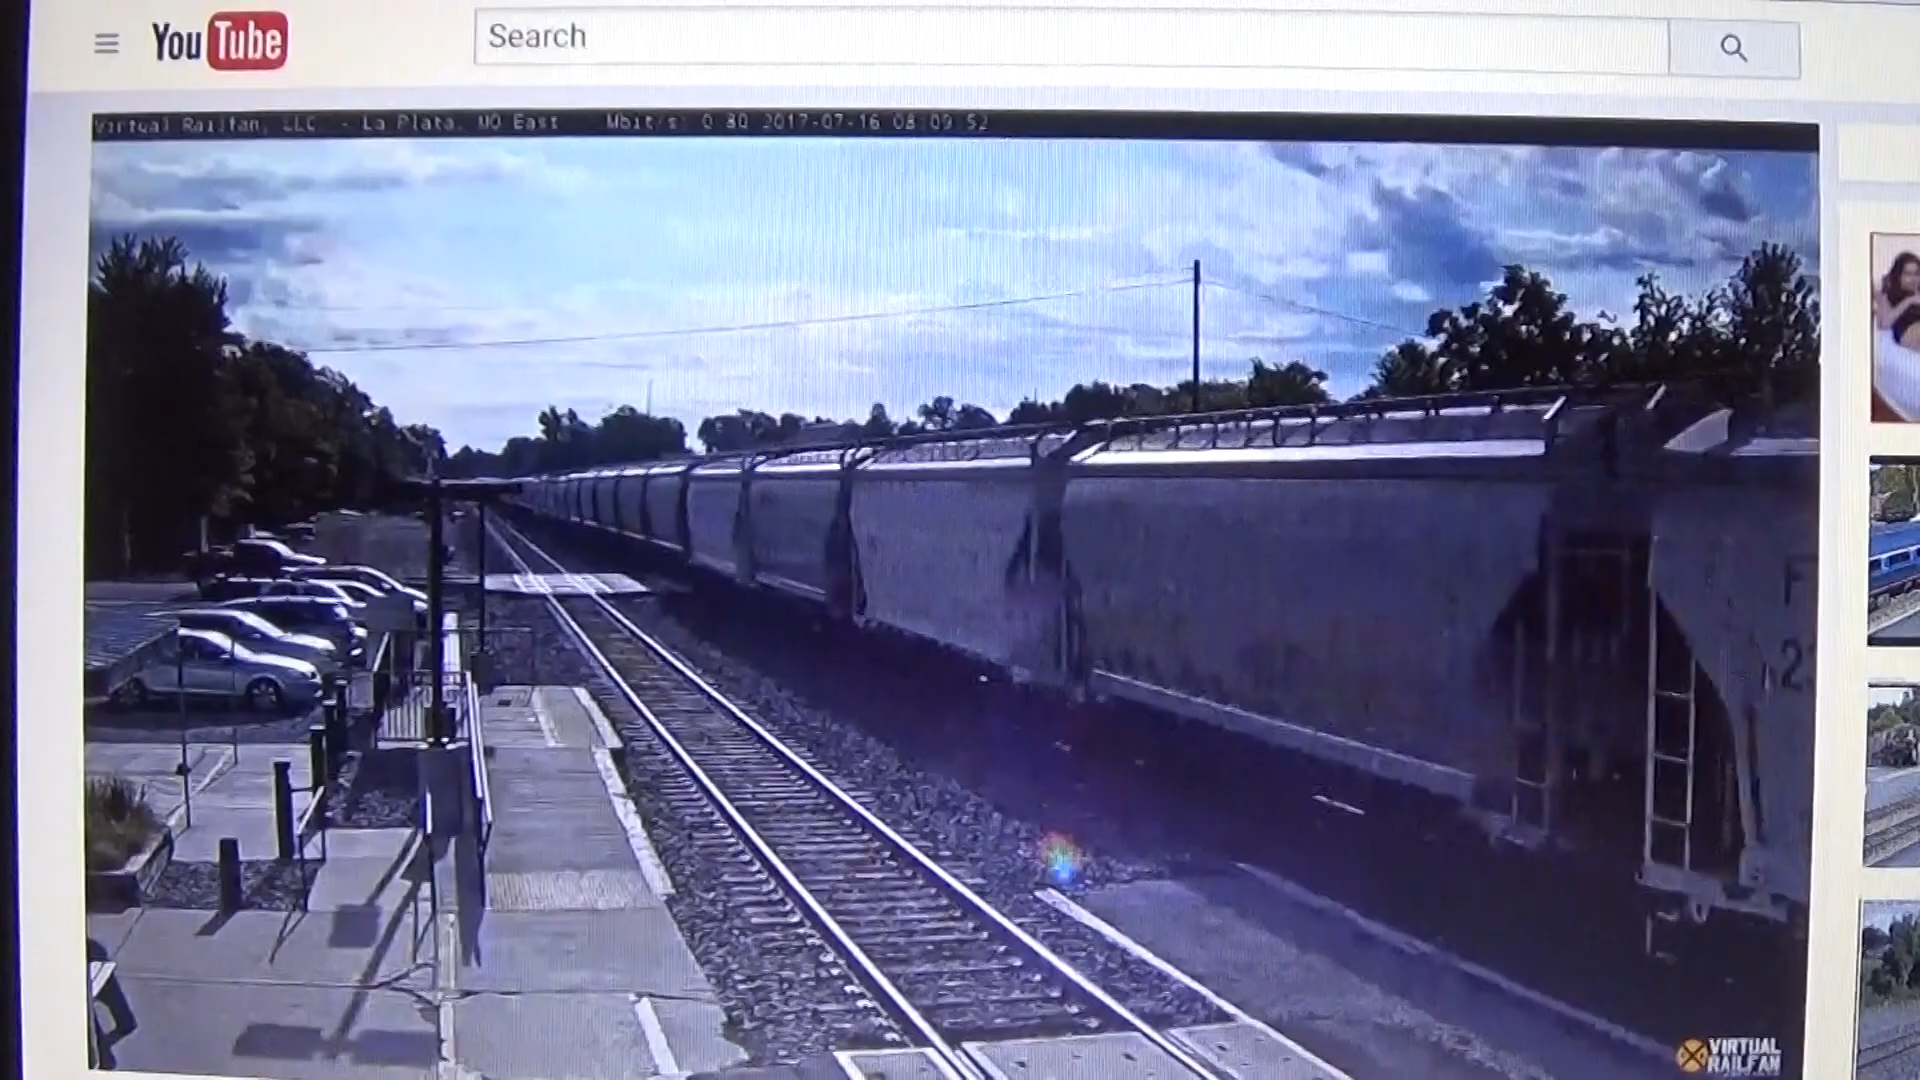 YouTube
Search
Virtual Railfan, LLC - La Plata, MO East Mbit/s: 0.80 2017-07-16 08:09:52
F
VIRTUAL
RAILFAN